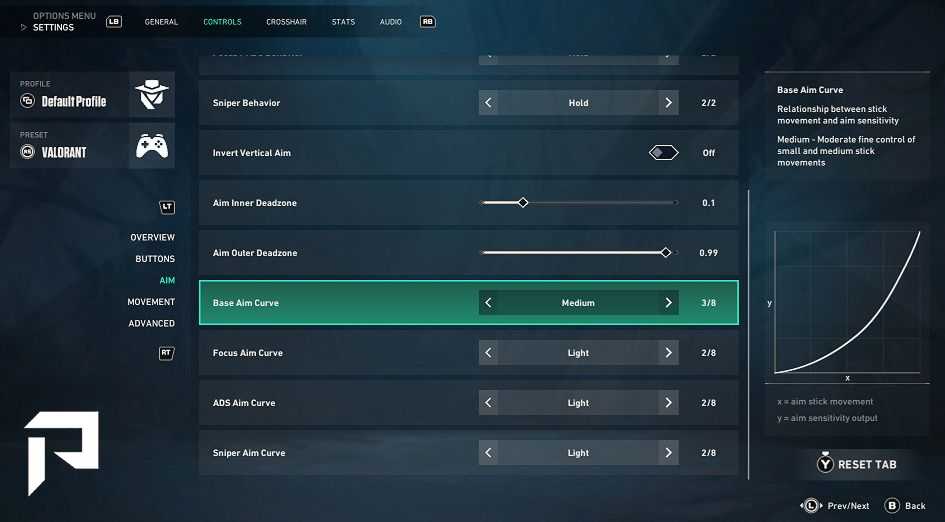 OPTIONS MENU
SETTINGS
LB
GENERAL
CONTROLS
CROSSHAIR
STATS
AUDIO
RB
PROFILE
Default Profile
PRESET
RS
VALORANT
LT
OVERVIEW
BUTTONS
AIM
MOVEMENT
ADVANCED
RT
Sniper Behavior Hold 2/2
Invert Vertical Aim Off
Aim Inner Deadzone 0.1
Aim Outer Deadzone 0.99
Base Aim Curve Medium 3/8
Focus Aim Curve Light 2/8
ADS Aim Curve Light 2/8
Sniper Aim Curve Light 2/8
Base Aim Curve
Relationship between stick
movement and aim sensitivity
Medium - Moderate fine control of
small and medium stick
movements
y
x
x = aim stick movement
y = aim sensitivity output
Y RESET TAB
L Prev/Next
B Back